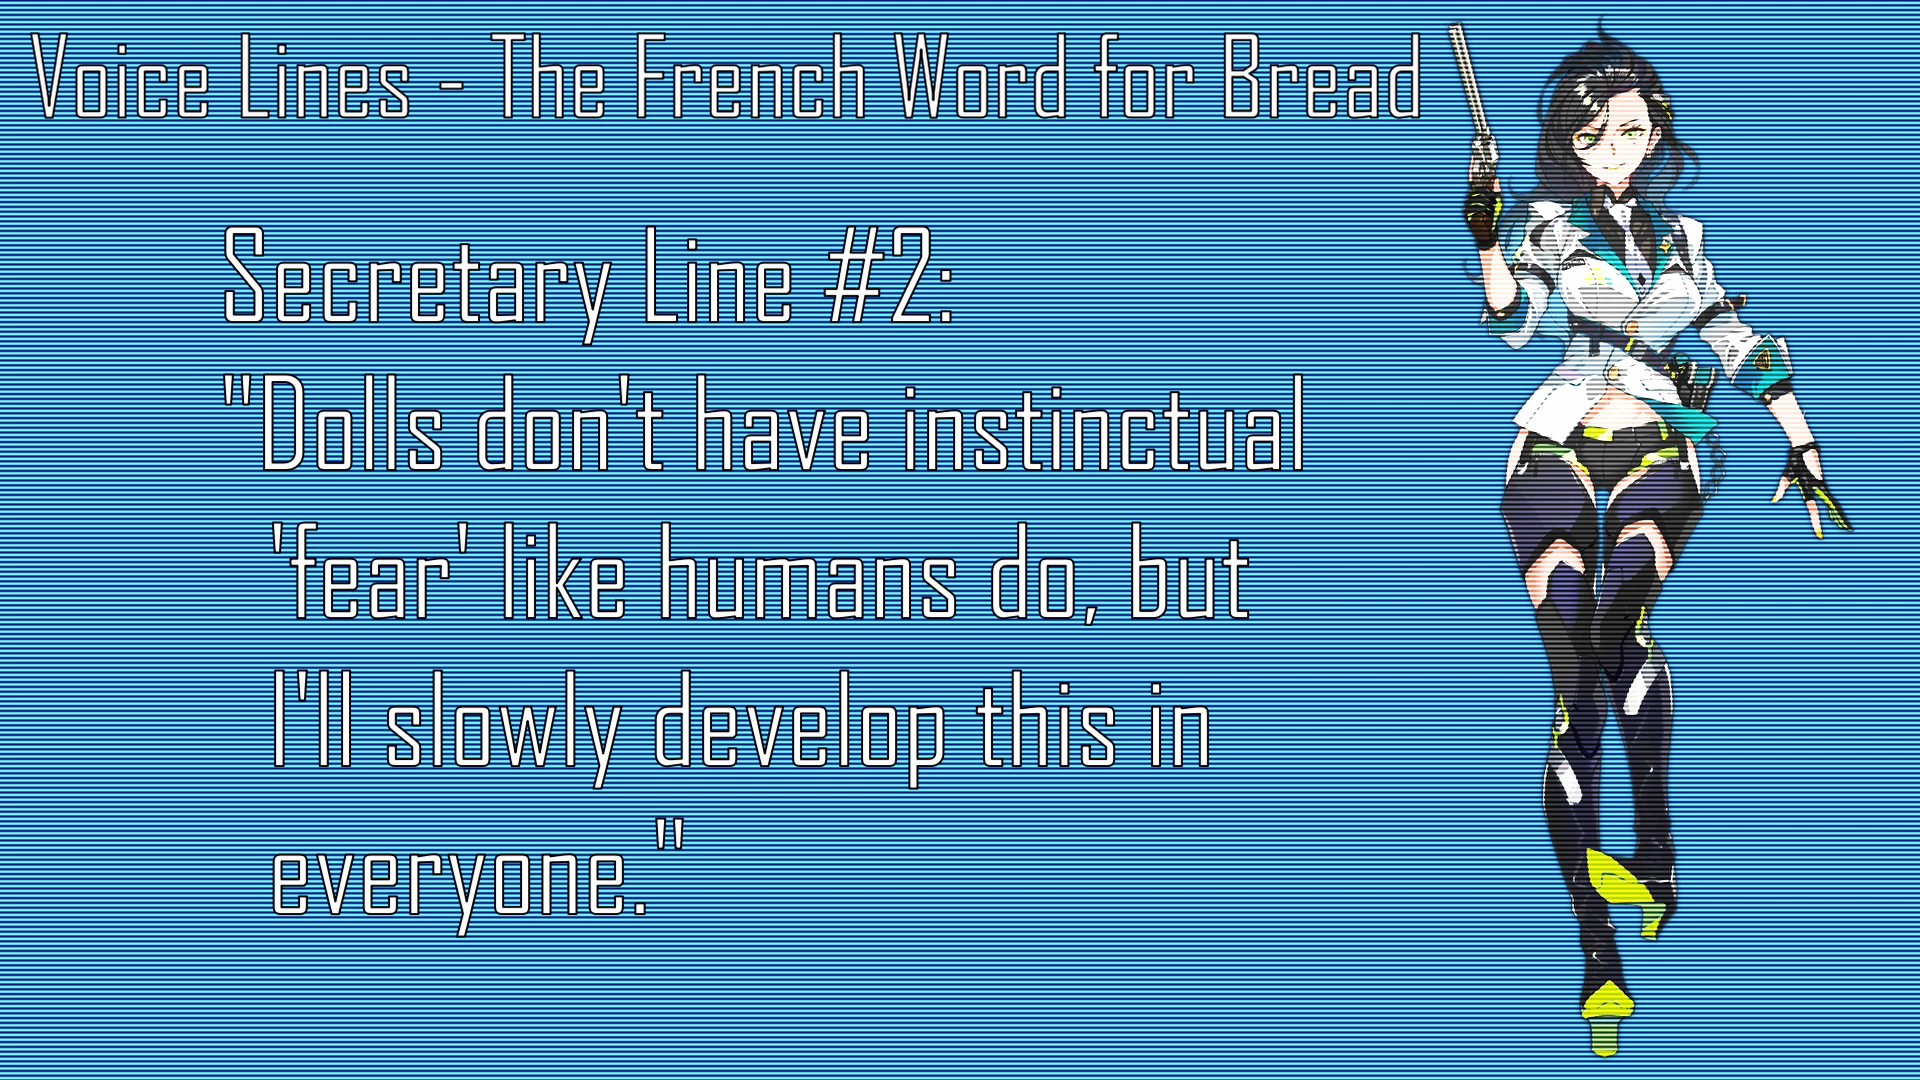 Voice Lines - The French Word for Bread
Secretary Line #2:
"Dolls don't have instinctual
'fear' like humans do, but
I'll slowly develop this in
everyone."